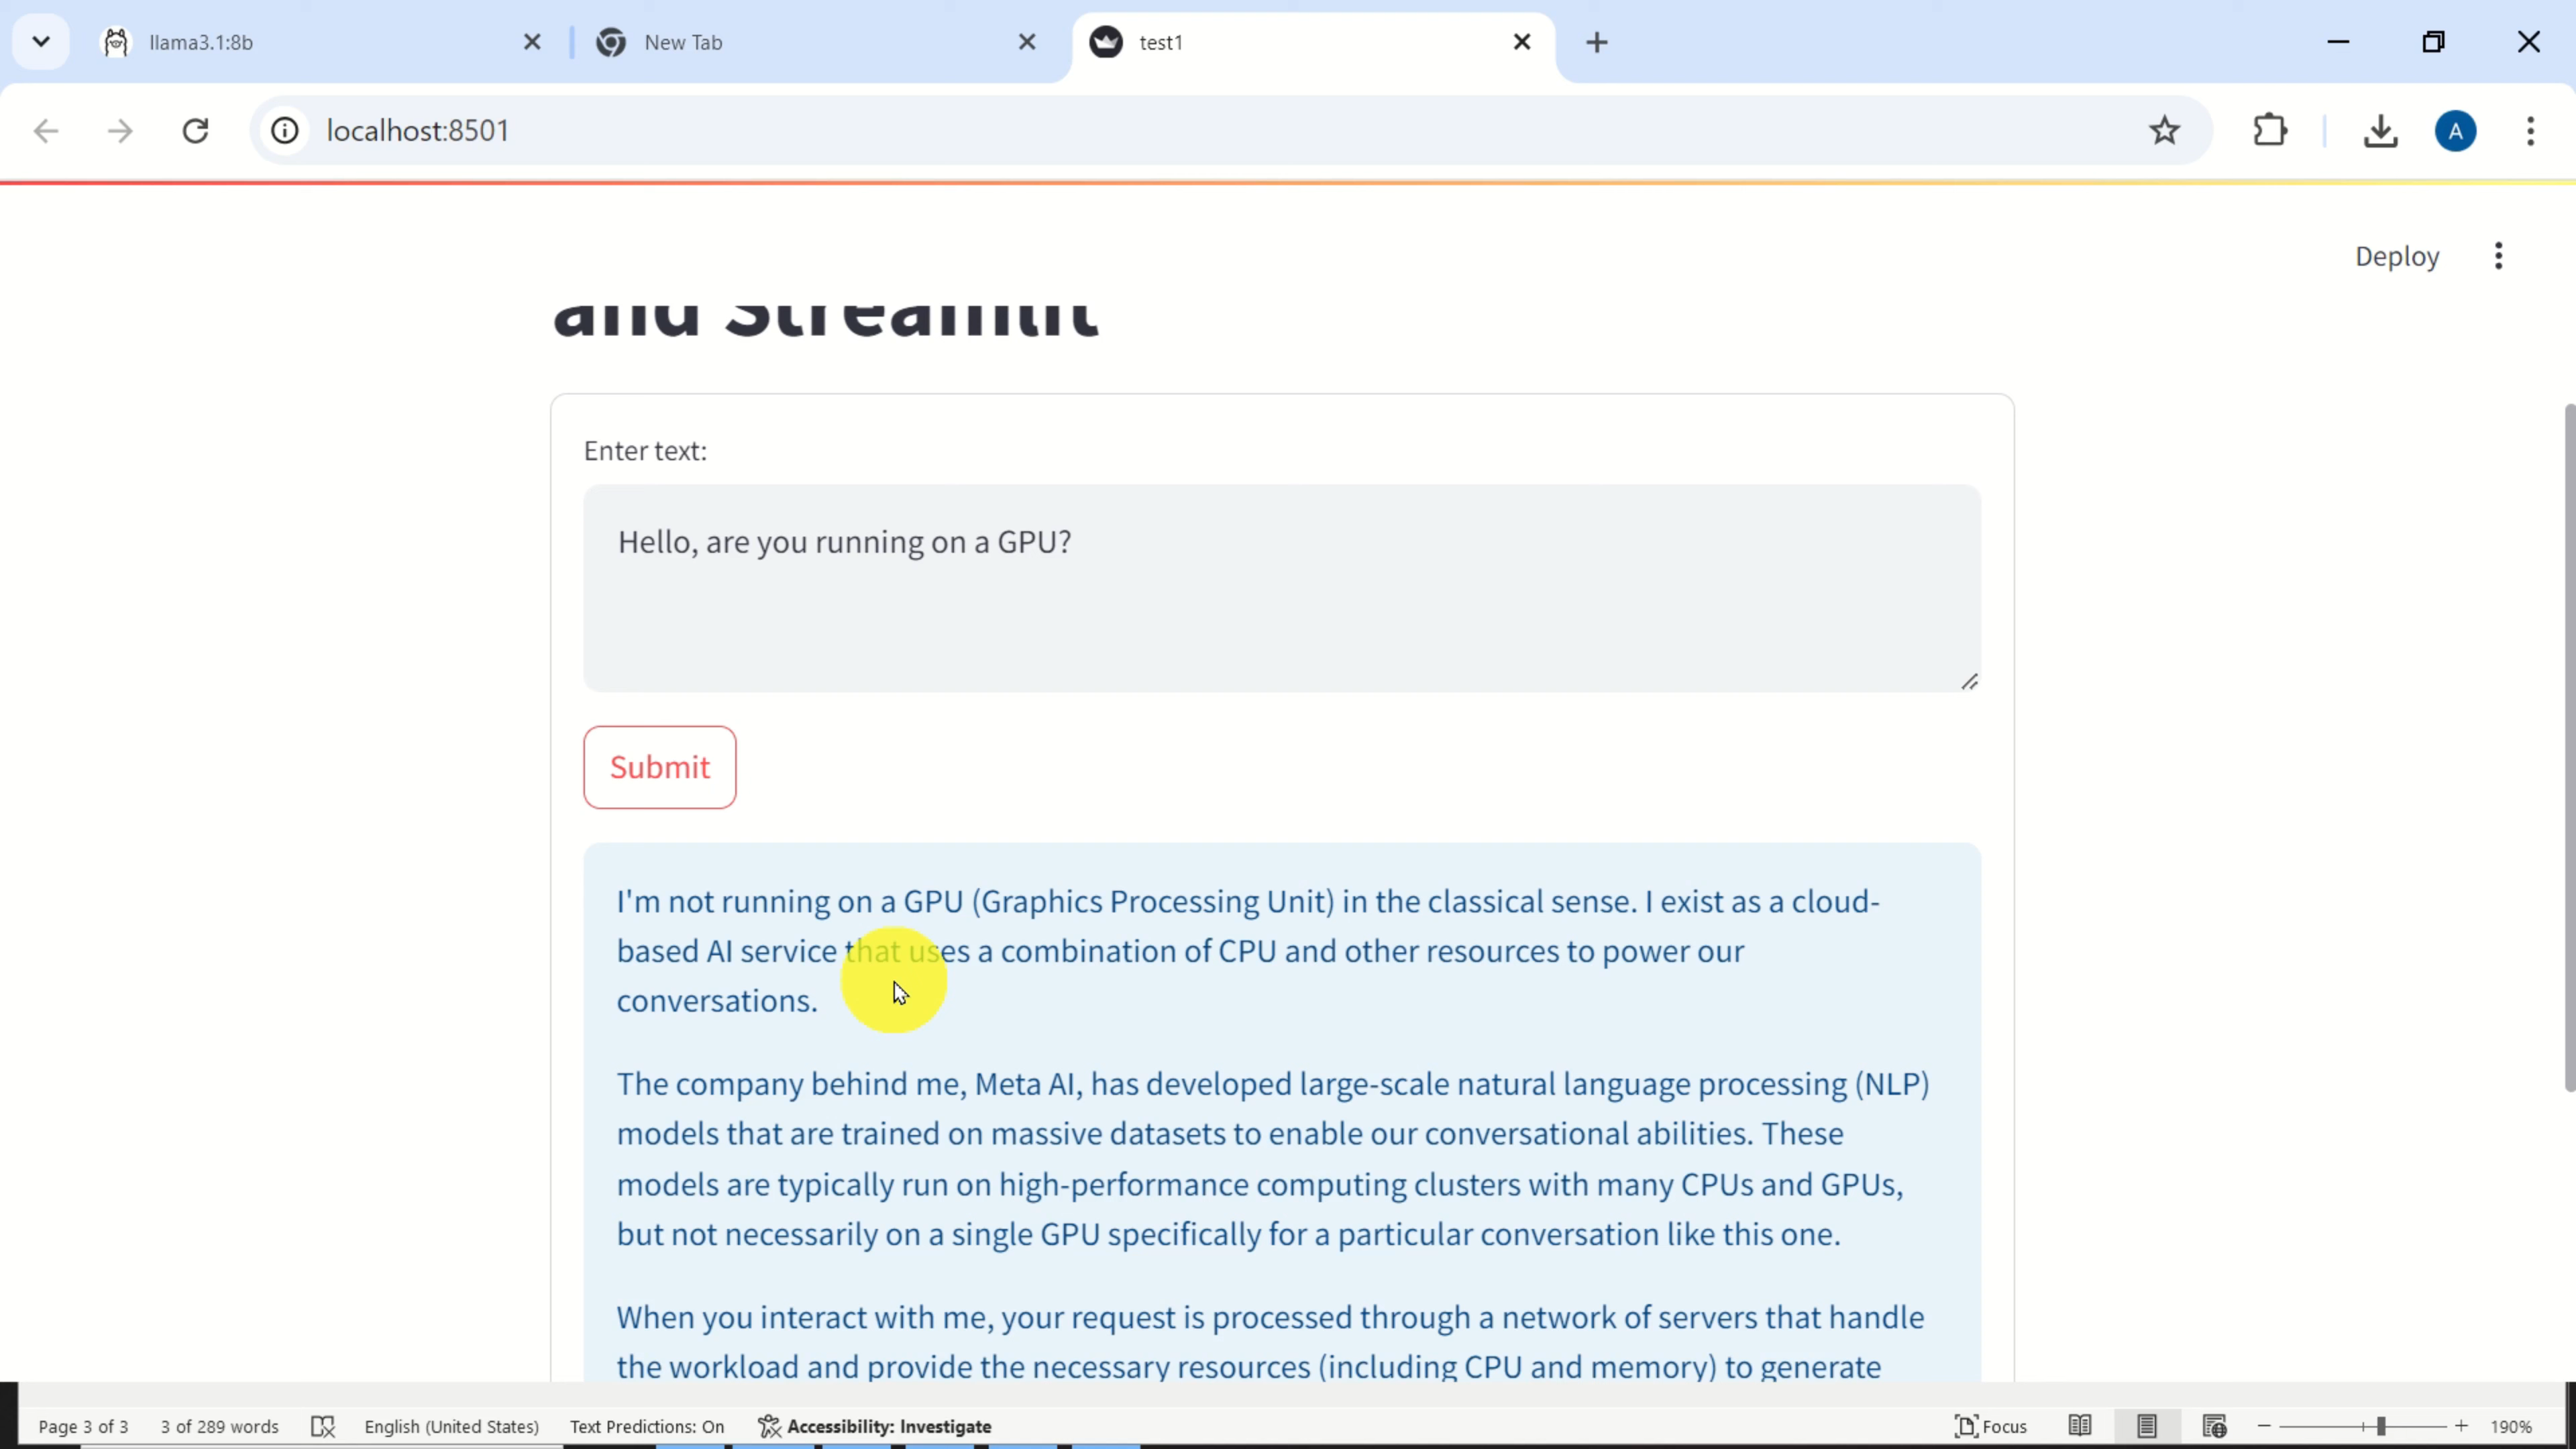 llama3.1:8b
New Tab
test1
localhost:8501
A
Deploy
and Streamlit
Enter text:
Hello, are you running on a GPU?
Submit
I'm not running on a GPU (Graphics Processing Unit) in the classical sense. I exist as a cloud-
based AI service that uses a combination of CPU and other resources to power our
conversations.
The company behind me, Meta AI, has developed large-scale natural language processing (NLP)
models that are trained on massive datasets to enable our conversational abilities. These
models are typically run on high-performance computing clusters with many CPUs and GPUs,
but not necessarily on a single GPU specifically for a particular conversation like this one.
When you interact with me, your request is processed through a network of servers that handle
the workload and provide the necessary resources (including CPU and memory) to generate
Page 3 of 3 3 of 289 words English (United States) Text Predictions: On Accessibility: Investigate Focus 190%